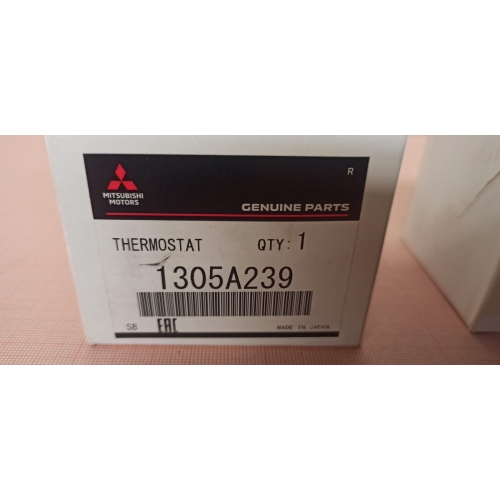 R
MITSUBISHI
MOTORS
GENUINE PARTS
THERMOSTAT QTY: 1
1305A239
SB EAC MADE IN JAPAN